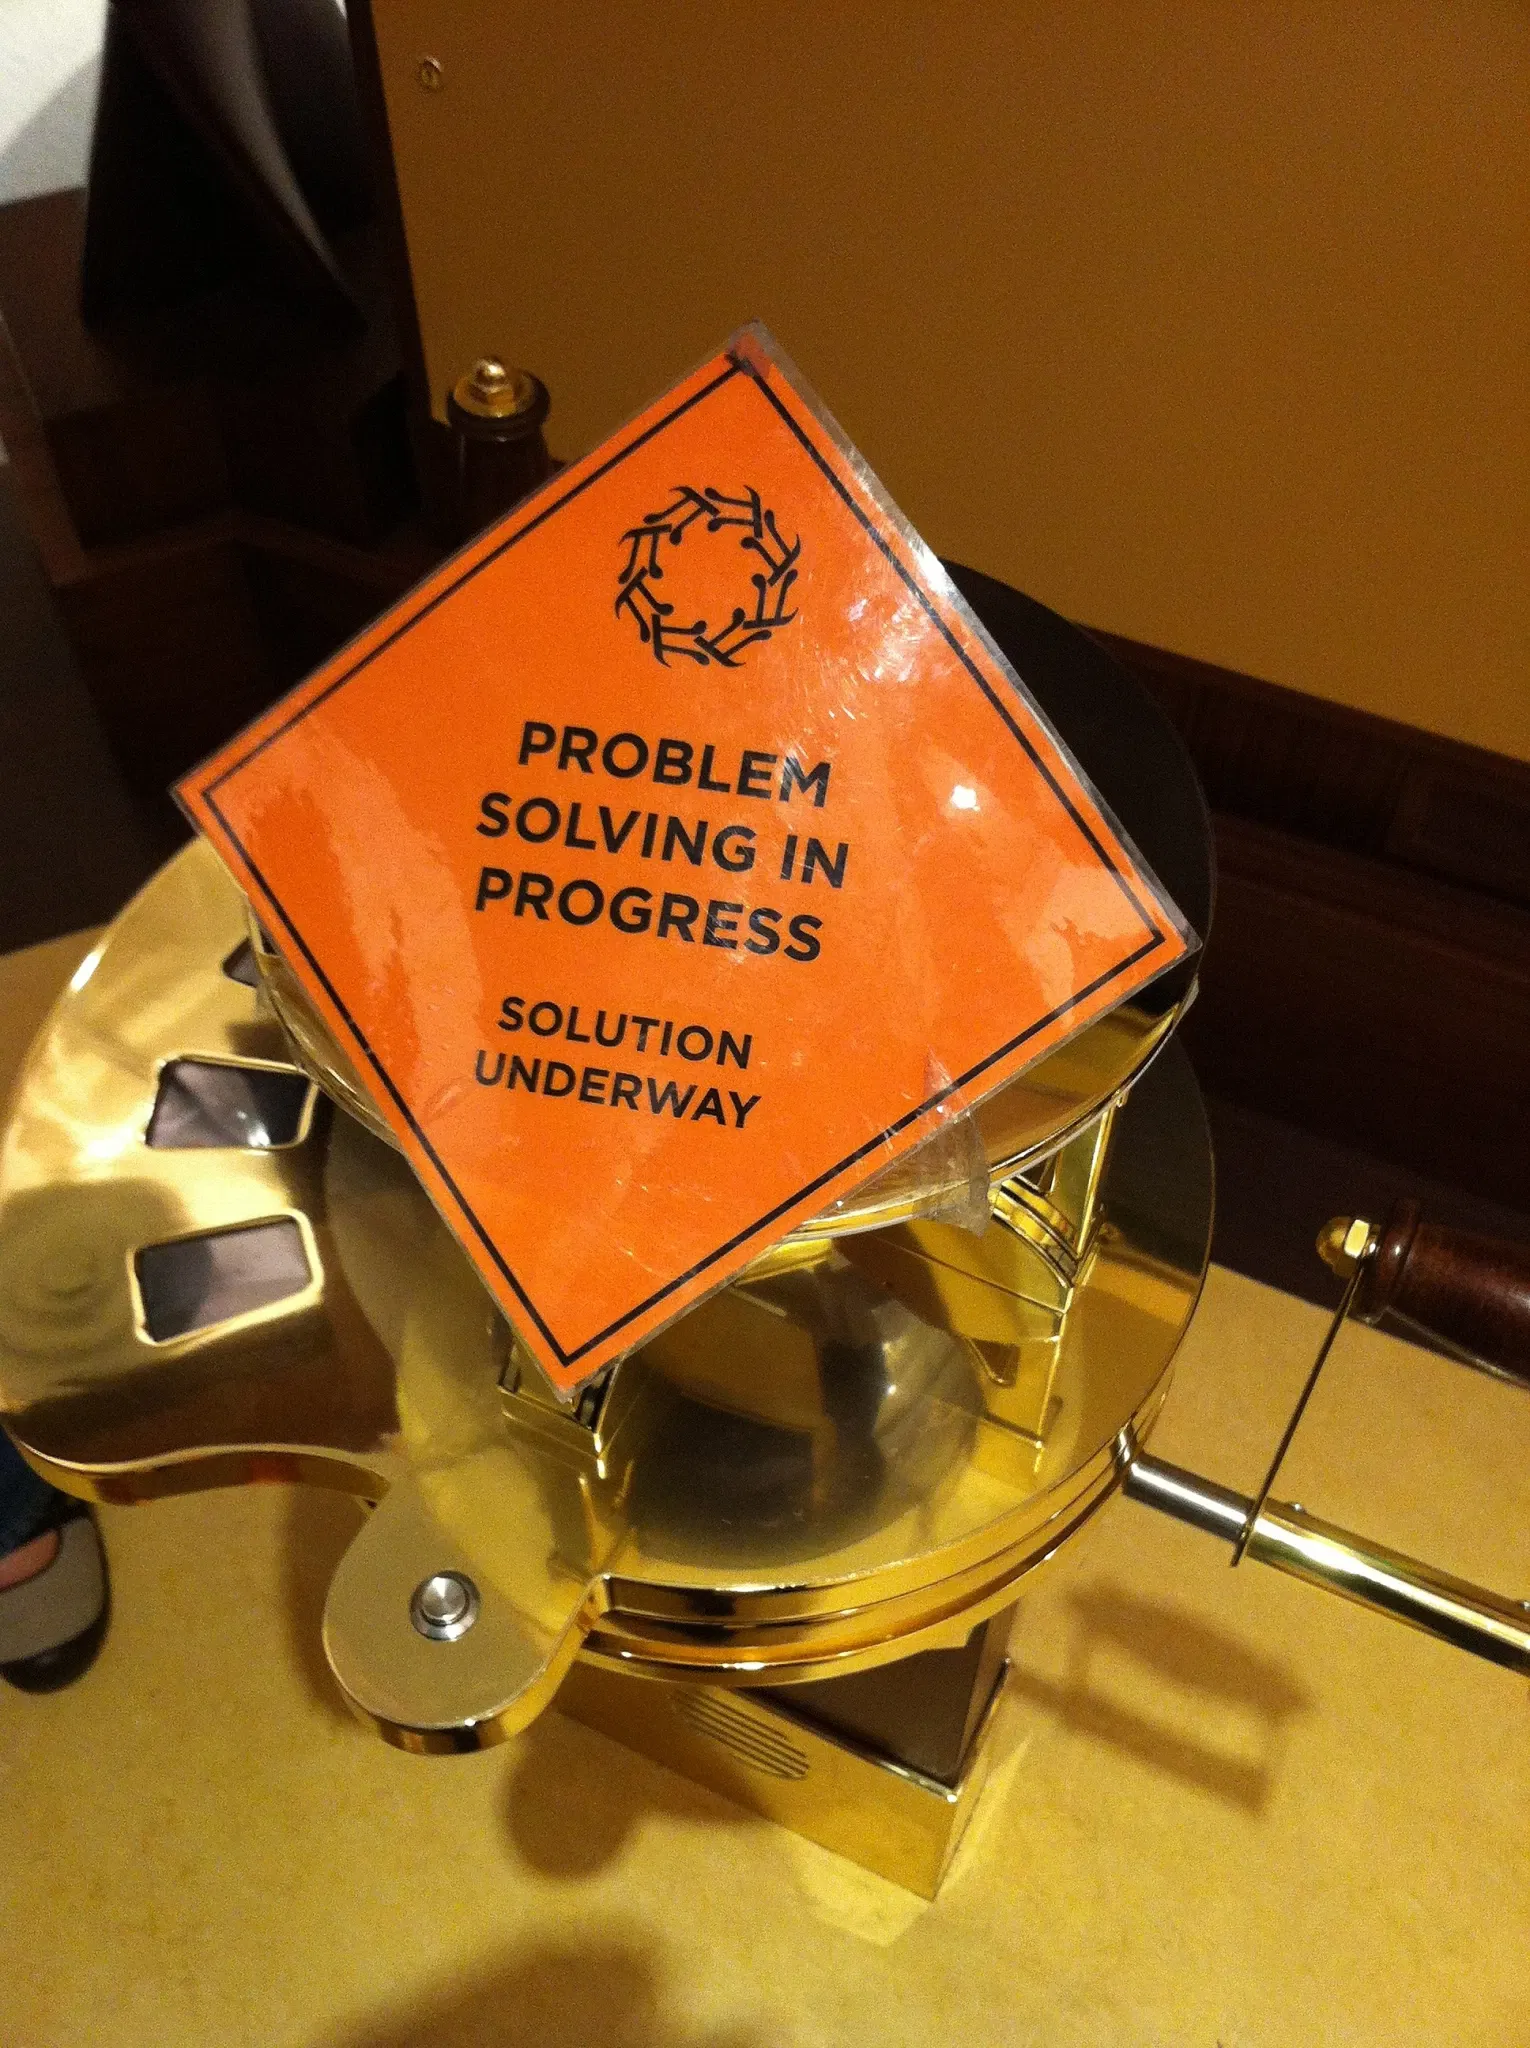 PROBLEM
SOLVING IN
PROGRESS
SOLUTION
UNDERWAY